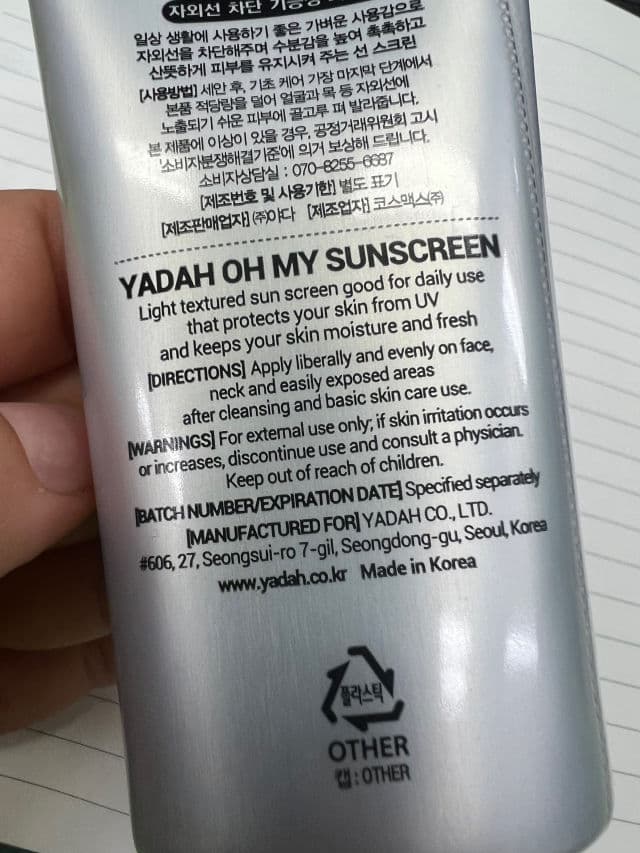 자외선 차단 기능성
일상 생활에 사용하기 좋은 가벼운 사용감으로
자외선을 차단해주며 수분감을 높여 촉촉하고
산뜻하게 피부를 유지시켜 주는 선 스크린
[사용방법] 세안 후, 기초 케어 가장 마지막 단계에서
본품 적당량을 덜어 얼굴과 목 등 자외선에
노출되기 쉬운 피부에 골고루 펴 발라줍니다.
본 제품에 이상이 있을 경우, 공정거래위원회 고시
'소비자분쟁해결기준'에 의거 보상해 드립니다.
소비자상담실 : 070-8255-6687
[제조번호 및 사용기한] 별도 표기
[제조판매업자] ㈜야다 [제조업자] 코스맥스㈜
YADAH OH MY SUNSCREEN
Light textured sun screen good for daily use
that protects your skin from UV
and keeps your skin moisture and fresh
[DIRECTIONS] Apply liberally and evenly on face,
neck and easily exposed areas
after cleansing and basic skin care use.
[WARNINGS] For external use only; if skin irritation occurs
or increases, discontinue use and consult a physician.
Keep out of reach of children.
[BATCH NUMBER/EXPIRATION DATE] Specified separately
[MANUFACTURED FOR] YADAH CO., LTD.
#606, 27, Seongsui-ro 7-gil, Seongdong-gu, Seoul, Korea
www.yadah.co.kr Made in Korea
플라스틱
OTHER
캡 : OTHER